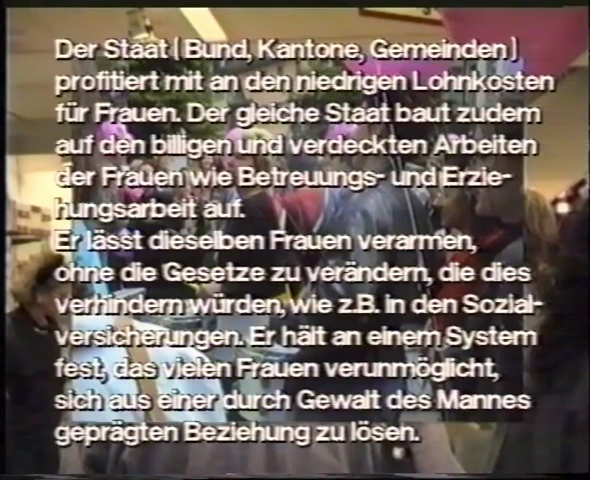 Der Staat (Bund, Kantone, Gemeinden)
profitiert mit an den niedrigen Lohnkosten
für Frauen. Der gleiche Staat baut zudem
auf den billigen und verdeckten Arbeiten
der Frauen wie Betreuungs- und Erzie-
hungsarbeit auf.
Er lässt dieselben Frauen verarmen,
ohne die Gesetze zu verändern, die dies
verhindern würden, wie z.B. in den Sozial-
versicherungen. Er hält an einem System
fest, das vielen Frauen verunmöglicht,
sich aus einer durch Gewalt des Mannes
geprägten Beziehung zu lösen.